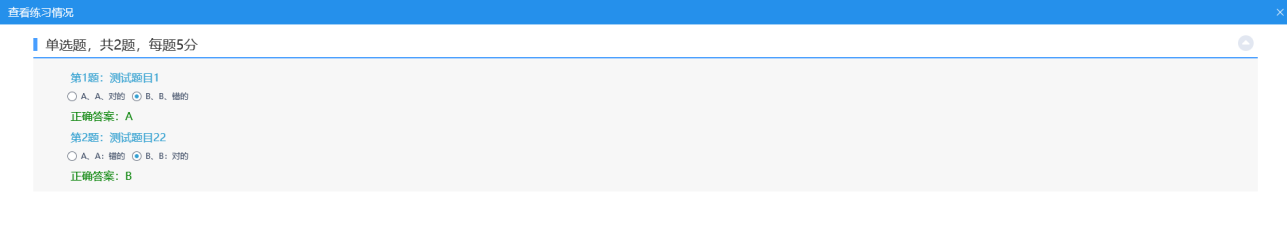 查看练习情况
单选题，共2题，每题5分
第1题：测试题目1
A、A、对的 B、B、错的
正确答案：A
第2题：测试题目22
A、A：错的 B、B：对的
正确答案：B